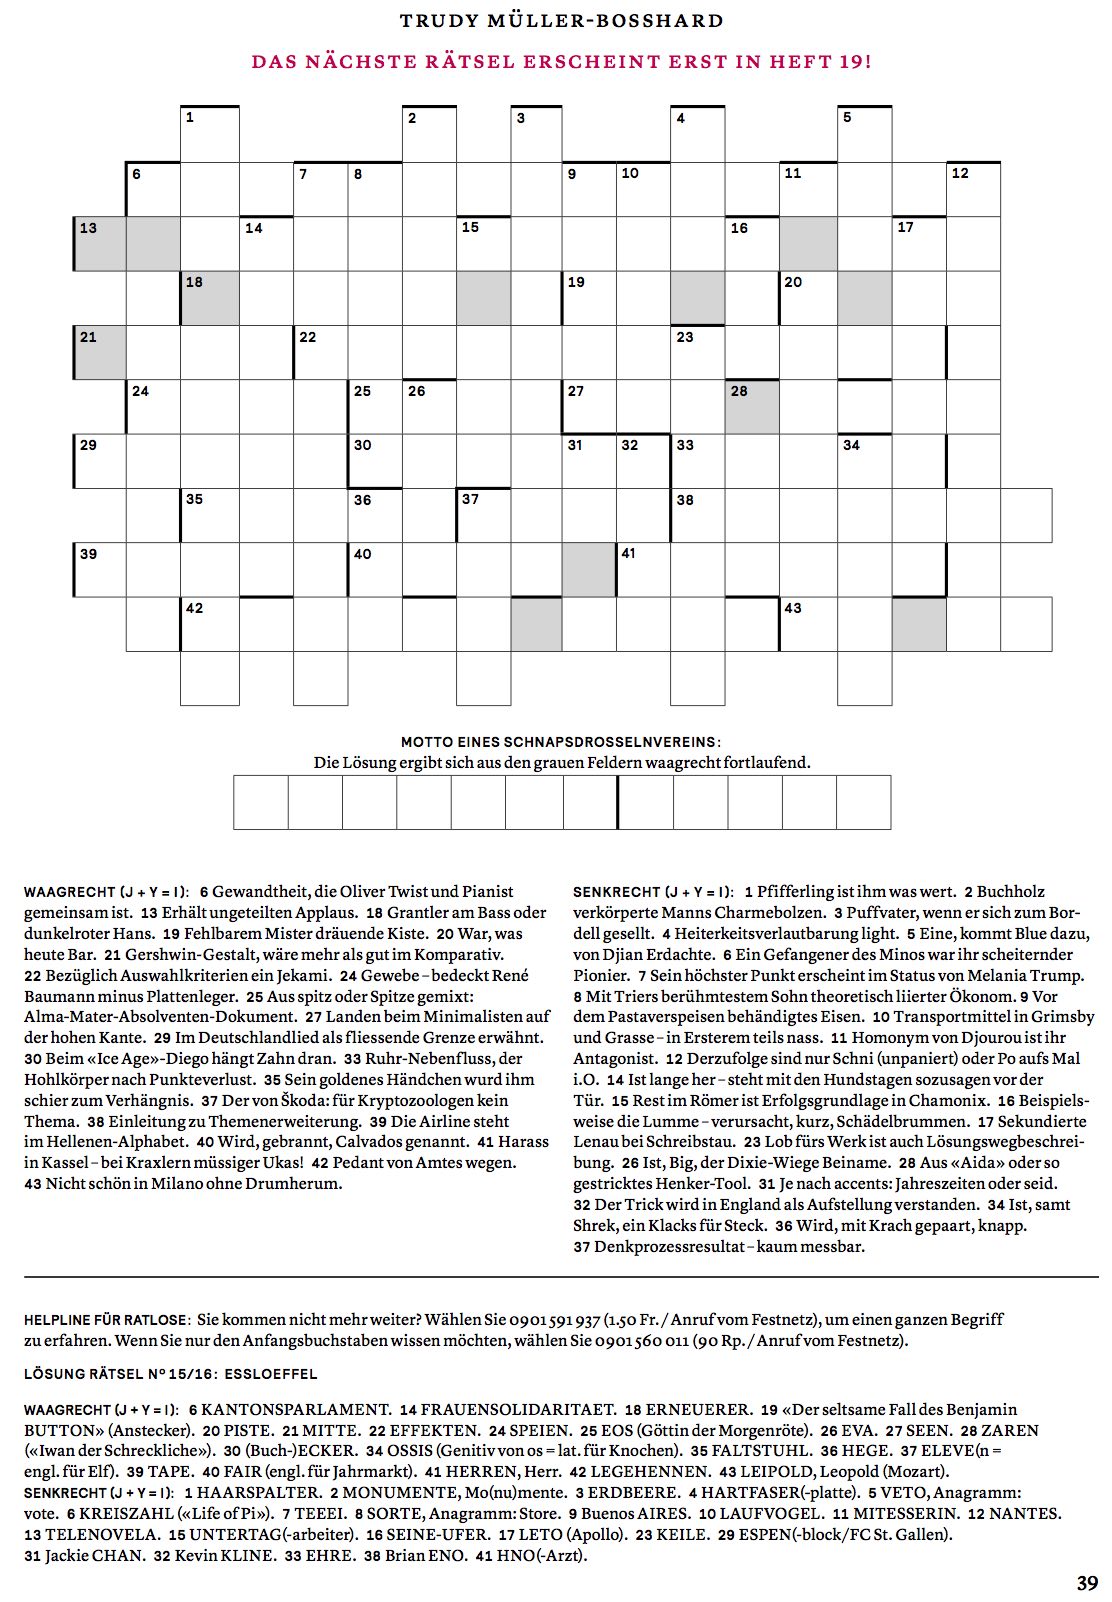 TRUDY MÜLLER-BOSSHARD
DAS NÄCHSTE RÄTSEL ERSCHEINT ERST IN HEFT 19!
1 2 3 4 5
6 7 8 9 10 11 12
13 14 15 16 17
18 19 20
21 22 23
24 25 26 27 28
29 30 31 32 33 34
35 36 37 38
39 40 41
42 43
MOTTO EINES SCHNAPSDROSSELNVEREINS:
Die Lösung ergibt sich aus den grauen Feldern waagrecht fortlaufend.
WAAGRECHT (J + Y = I): 6 Gewandtheit, die Oliver Twist und Pianist
gemeinsam ist. 13 Erhält ungeteilten Applaus. 18 Grantler am Bass oder
dunkelroter Hans. 19 Fehlbarem Mister dräuende Kiste. 20 War, was
heute Bar. 21 Gershwin-Gestalt, wäre mehr als gut im Komparativ.
22 Bezüglich Auswahlkriterien ein Jekami. 24 Gewebe – bedeckt René
Baumann minus Plattenleger. 25 Aus spitz oder Spitze gemixt:
Alma-Mater-Absolventen-Dokument. 27 Landen beim Minimalisten auf
der hohen Kante. 29 Im Deutschlandlied als fliessende Grenze erwähnt.
30 Beim «Ice Age»-Diego hängt Zahn dran. 33 Ruhr-Nebenfluss, der
Hohlkörper nach Punkteverlust. 35 Sein goldenes Händchen wurd ihm
schier zum Verhängnis. 37 Der von Škoda: für Kryptozoologen kein
Thema. 38 Einleitung zu Themenerweiterung. 39 Die Airline steht
im Hellenen-Alphabet. 40 Wird, gebrannt, Calvados genannt. 41 Harass
in Kassel – bei Kraxlern müssiger Ukas! 42 Pedant von Amtes wegen.
43 Nicht schön in Milano ohne Drumherum.
SENKRECHT (J + Y = I): 1 Pfifferling ist ihm was wert. 2 Buchholz
verkörperte Manns Charmebolzen. 3 Puffvater, wenn er sich zum Bor-
dell gesellt. 4 Heiterkeitsverlautbarung light. 5 Eine, kommt Blue dazu,
von Djian Erdachte. 6 Ein Gefangener des Minos war ihr scheiternder
Pionier. 7 Sein höchster Punkt erscheint im Status von Melania Trump.
8 Mit Triers berühmtestem Sohn theoretisch liierter Ökonom. 9 Vor
dem Pastaverspeisen behändigtes Eisen. 10 Transportmittel in Grimsby
und Grasse – in Ersterem teils nass. 11 Homonym von Djourou ist ihr
Antagonist. 12 Derzufolge sind nur Schni (unpaniert) oder Po aufs Mal
i.O. 14 Ist lange her – steht mit den Hundstagen sozusagen vor der
Tür. 15 Rest im Römer ist Erfolgsgrundlage in Chamonix. 16 Beispiels-
weise die Lumme – verursacht, kurz, Schädelbrummen. 17 Sekundierte
Lenau bei Schreibstau. 23 Lob fürs Werk ist auch Lösungswegbeschrei-
bung. 26 Ist, Big, der Dixie-Wiege Beiname. 28 Aus «Aida» oder so
gestricktes Henker-Tool. 31 Je nach accents: Jahreszeiten oder seid.
32 Der Trick wird in England als Aufstellung verstanden. 34 Ist, samt
Shrek, ein Klacks für Steck. 36 Wird, mit Krach gepaart, knapp.
37 Denkprozessresultat – kaum messbar.
HELPLINE FÜR RATLOSE: Sie kommen nicht mehr weiter? Wählen Sie 0901 591 937 (1.50 Fr. / Anruf vom Festnetz), um einen ganzen Begriff
zu erfahren. Wenn Sie nur den Anfangsbuchstaben wissen möchten, wählen Sie 0901 560 011 (90 Rp. / Anruf vom Festnetz).
LÖSUNG RÄTSEL Nº 15/16: ESSLOEFFEL
WAAGRECHT (J + Y = I): 6 KANTONSPARLAMENT. 14 FRAUENSOLIDARITAET. 18 ERNEUERER. 19 «Der seltsame Fall des Benjamin
BUTTON» (Anstecker). 20 PISTE. 21 MITTE. 22 EFFEKTEN. 24 SPEIEN. 25 EOS (Göttin der Morgenröte). 26 EVA. 27 SEEN. 28 ZAREN
(«Iwan der Schreckliche»). 30 (Buch-)ECKER. 34 OSSIS (Genitiv von os = lat. für Knochen). 35 FALTSTUHL. 36 HEGE. 37 ELEVE(n =
engl. für Elf). 39 TAPE. 40 FAIR (engl. für Jahrmarkt). 41 HERREN, Herr. 42 LEGEHENNEN. 43 LEIPOLD, Leopold (Mozart).
SENKRECHT (J + Y = I): 1 HAARSPALTER. 2 MONUMENTE, Mo(nu)mente. 3 ERDBEERE. 4 HARTFASER(-platte). 5 VETO, Anagramm:
vote. 6 KREISZAHL («Life of Pi»). 7 TEEEI. 8 SORTE, Anagramm: Store. 9 Buenos AIRES. 10 LAUFVOGEL. 11 MITESSERIN. 12 NANTES.
13 TELENOVELA. 15 UNTERTAG(-arbeiter). 16 SEINE-UFER. 17 LETO (Apollo). 23 KEILE. 29 ESPEN(-block/FC St. Gallen).
31 Jackie CHAN. 32 Kevin KLINE. 33 EHRE. 38 Brian ENO. 41 HNO(-Arzt).
39